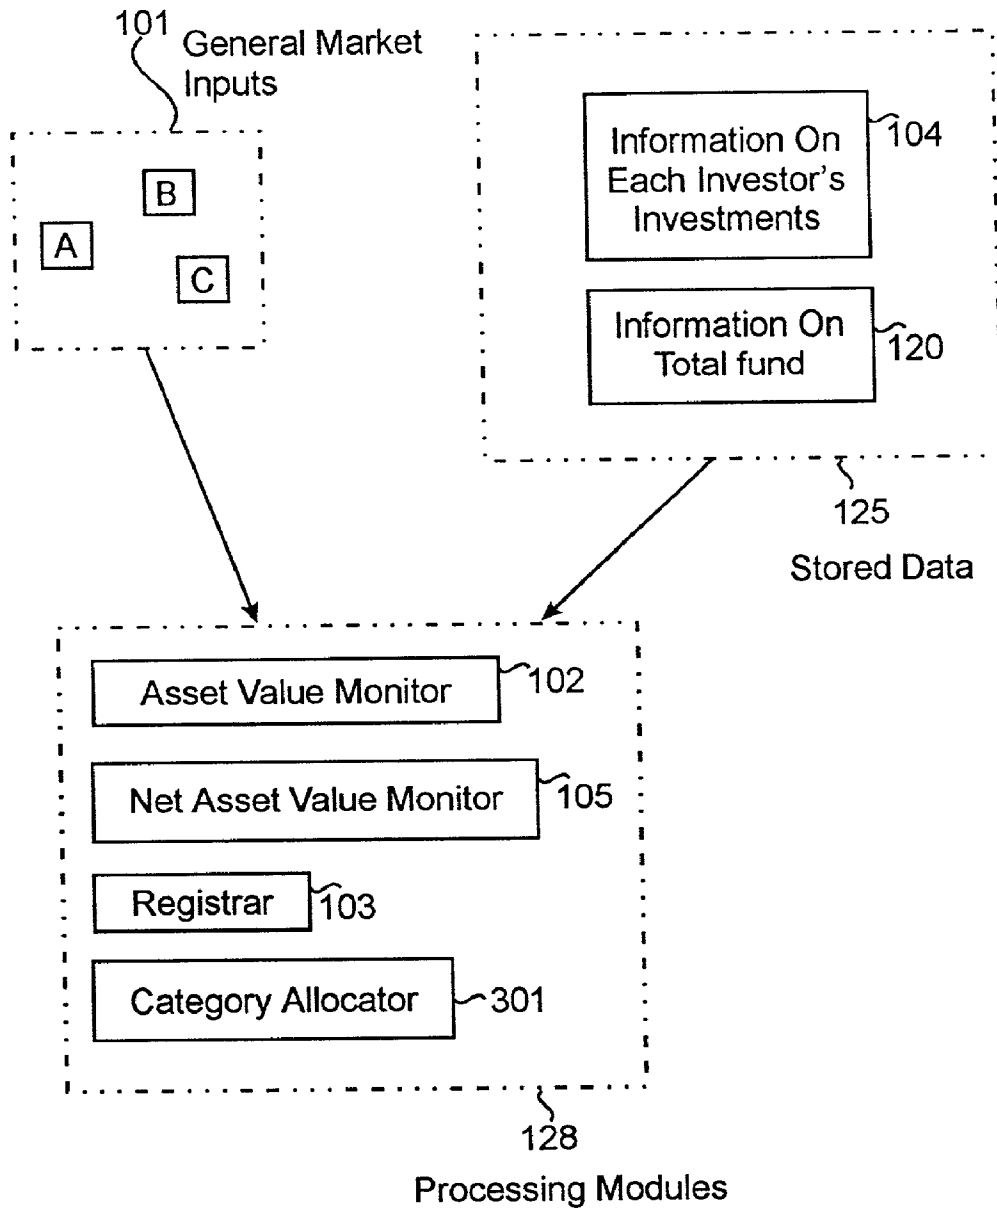 101
General Market
Inputs
A
B
C
Information On
Each Investor's
Investments
104
Information On
Total fund
120
125
Stored Data
Asset Value Monitor
102
Net Asset Value Monitor
105
Registrar
103
Category Allocator
301
128
Processing Modules